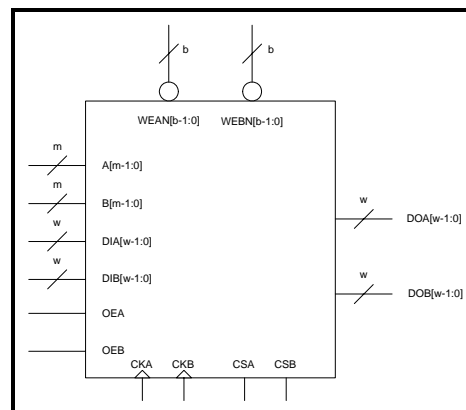 b b
WEAN[b-1:0] WEBN[b-1:0]
m
A[m-1:0]
m
B[m-1:0]
w
DIA[w-1:0]
w
DIB[w-1:0]
OEA
OEB
w
DOA[w-1:0]
w
DOB[w-1:0]
CKA CKB CSA CSB